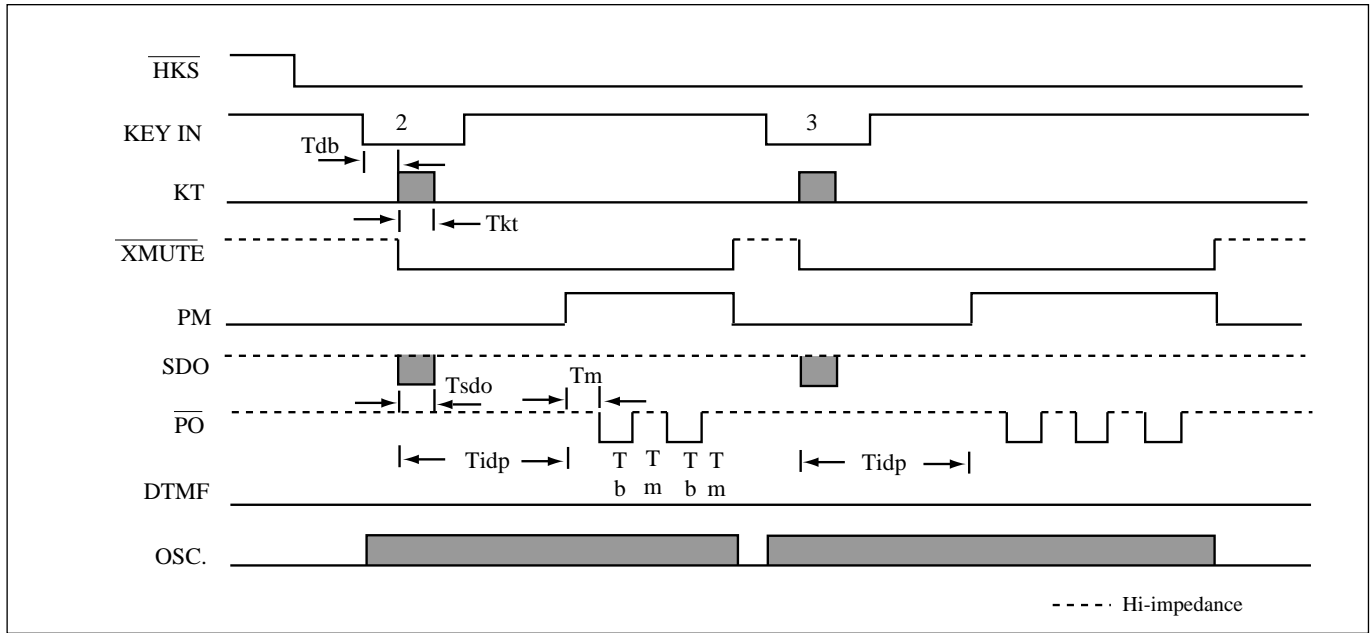 HKS
KEY IN
2
3
Tdb
KT
Tkt
XMUTE
PM
SDO
Tsdo
Tm
PO
Tidp
T
b
T
m
T
b
T
m
Tidp
DTMF
OSC.
Hi-impedance